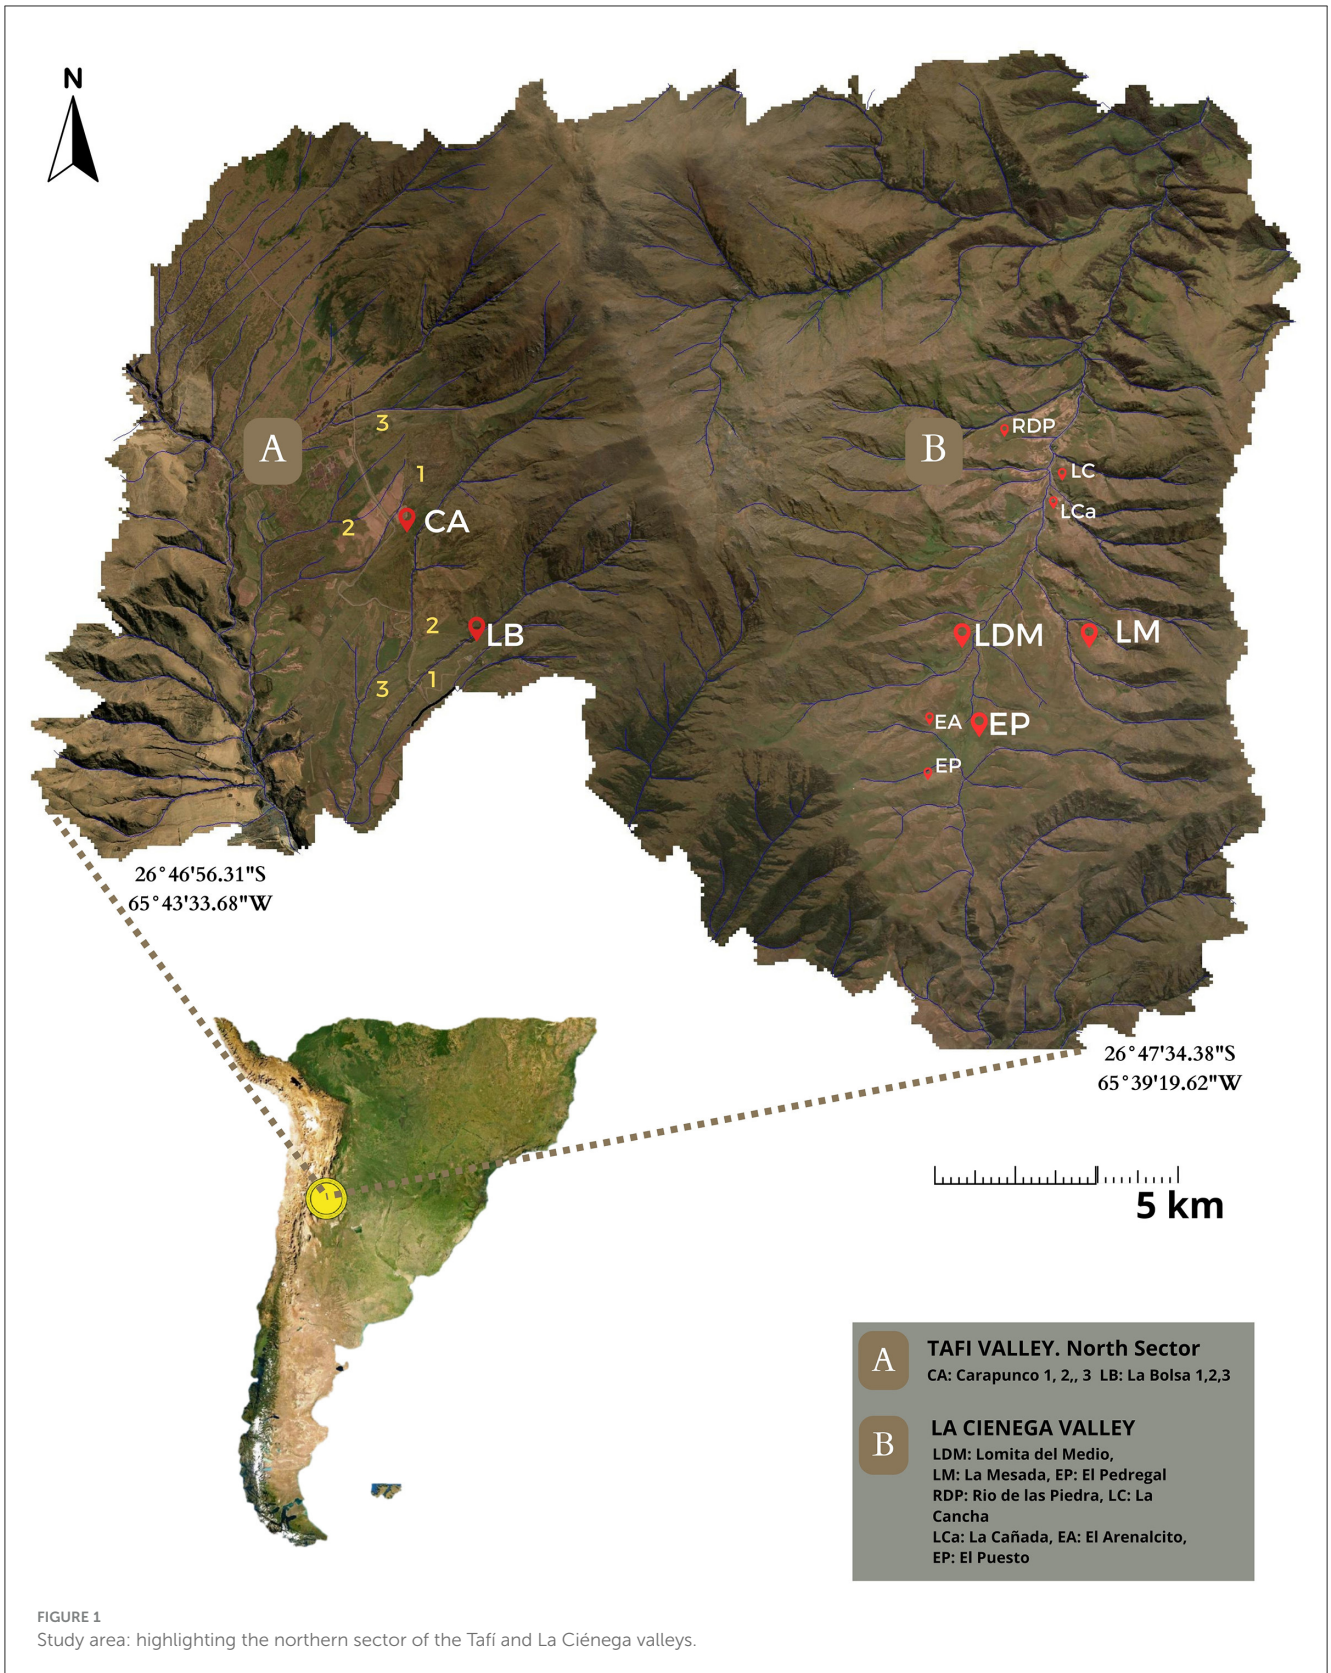 N
A
3
1
2
CA
2
LB
3
1
B
RDP
LC
LCa
LDM
LM
EA
EP
EP
26°46'56.31"S
65°43'33.68"W
26°47'34.38"S
65°39'19.62"W
5 km
A
TAFI VALLEY. North Sector
CA: Carapunco 1, 2,, 3 LB: La Bolsa 1,2,3
B
LA CIENEGA VALLEY
LDM: Lomita del Medio,
LM: La Mesada, EP: El Pedregal
RDP: Rio de las Piedra, LC: La
Cancha
LCa: La Cañada, EA: El Arenalcito,
EP: El Puesto
FIGURE 1
Study area: highlighting the northern sector of the Tafí and La Ciénega valleys.